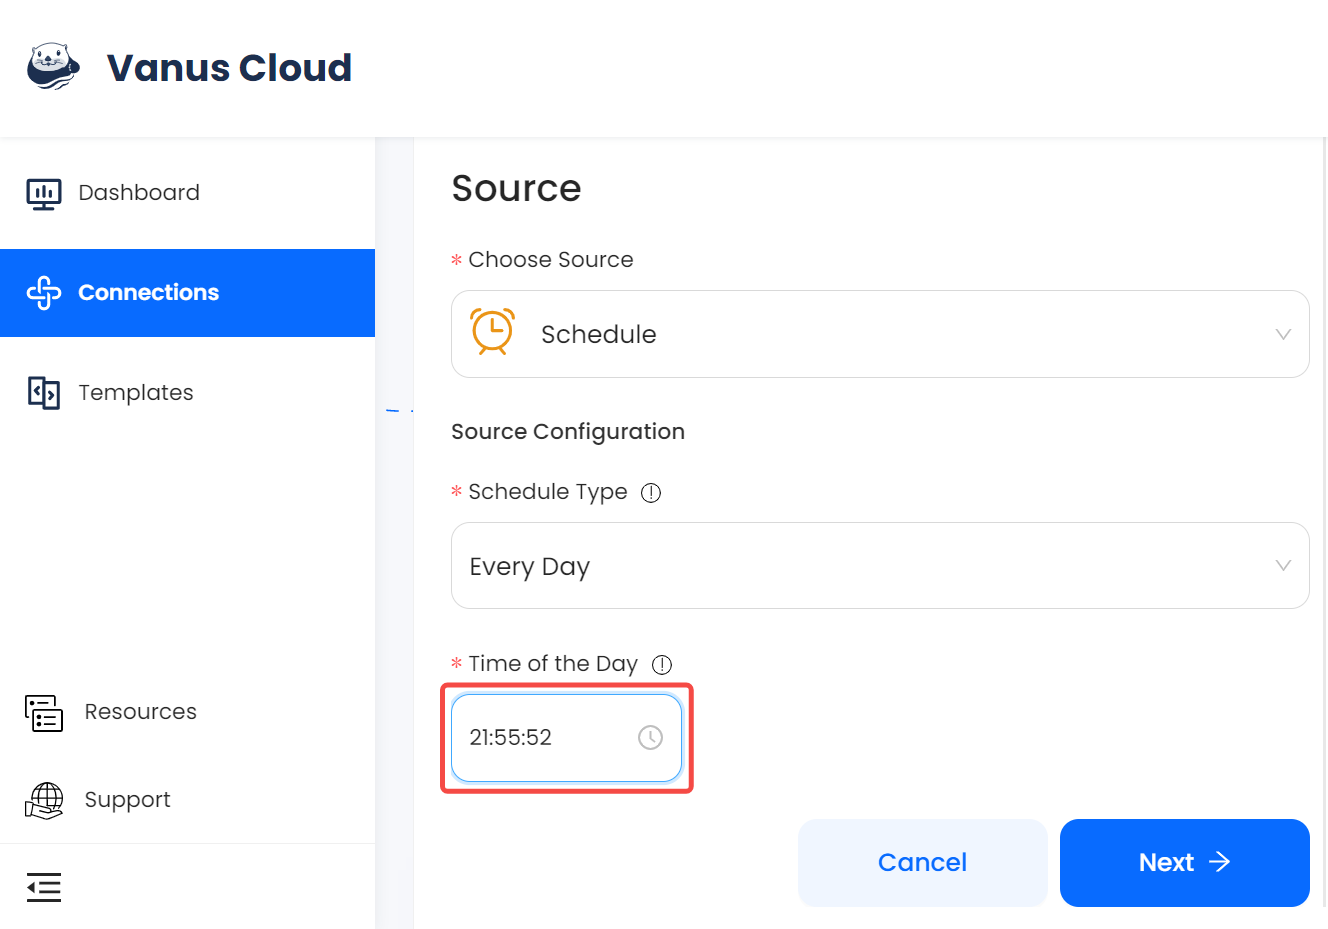 Vanus Cloud
Dashboard
Connections
Templates
Resources
Support
Source
* Choose Source
Schedule
Source Configuration
* Schedule Type
Every Day
* Time of the Day
21:55:52
Cancel
Next →